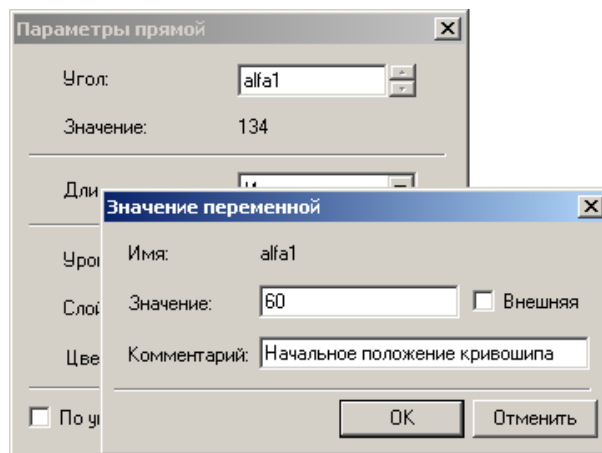 Параметры прямой
Угол: alfa1
Значение: 134
Значение переменной
Имя: alfa1
Значение: 60 Внешняя
Комментарий: Начальное положение кривошипа
По
OK Отменить